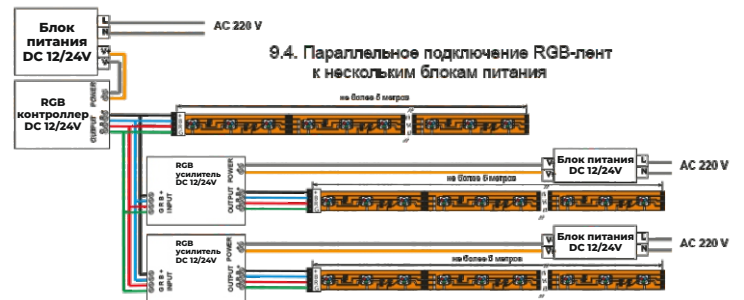 Блок
питания
DC 12/24V
L
N
V+
V-
AC 220 V
9.4. Параллельное подключение RGB-лент
к нескольким блокам питания
RGB
контроллер
DC 12/24V
POWER
OUTPUT
G R B +
не более 5 метров
RGB
усилитель
DC 12/24V
POWER
G R B +
INPUT
OUTPUT
Блок питания
DC 12/24V
L
N
AC 220 V
не более 5 метров
RGB
усилитель
DC 12/24V
POWER
G R B +
INPUT
OUTPUT
Блок питания
DC 12/24V
L
N
AC 220 V
не более 5 метров